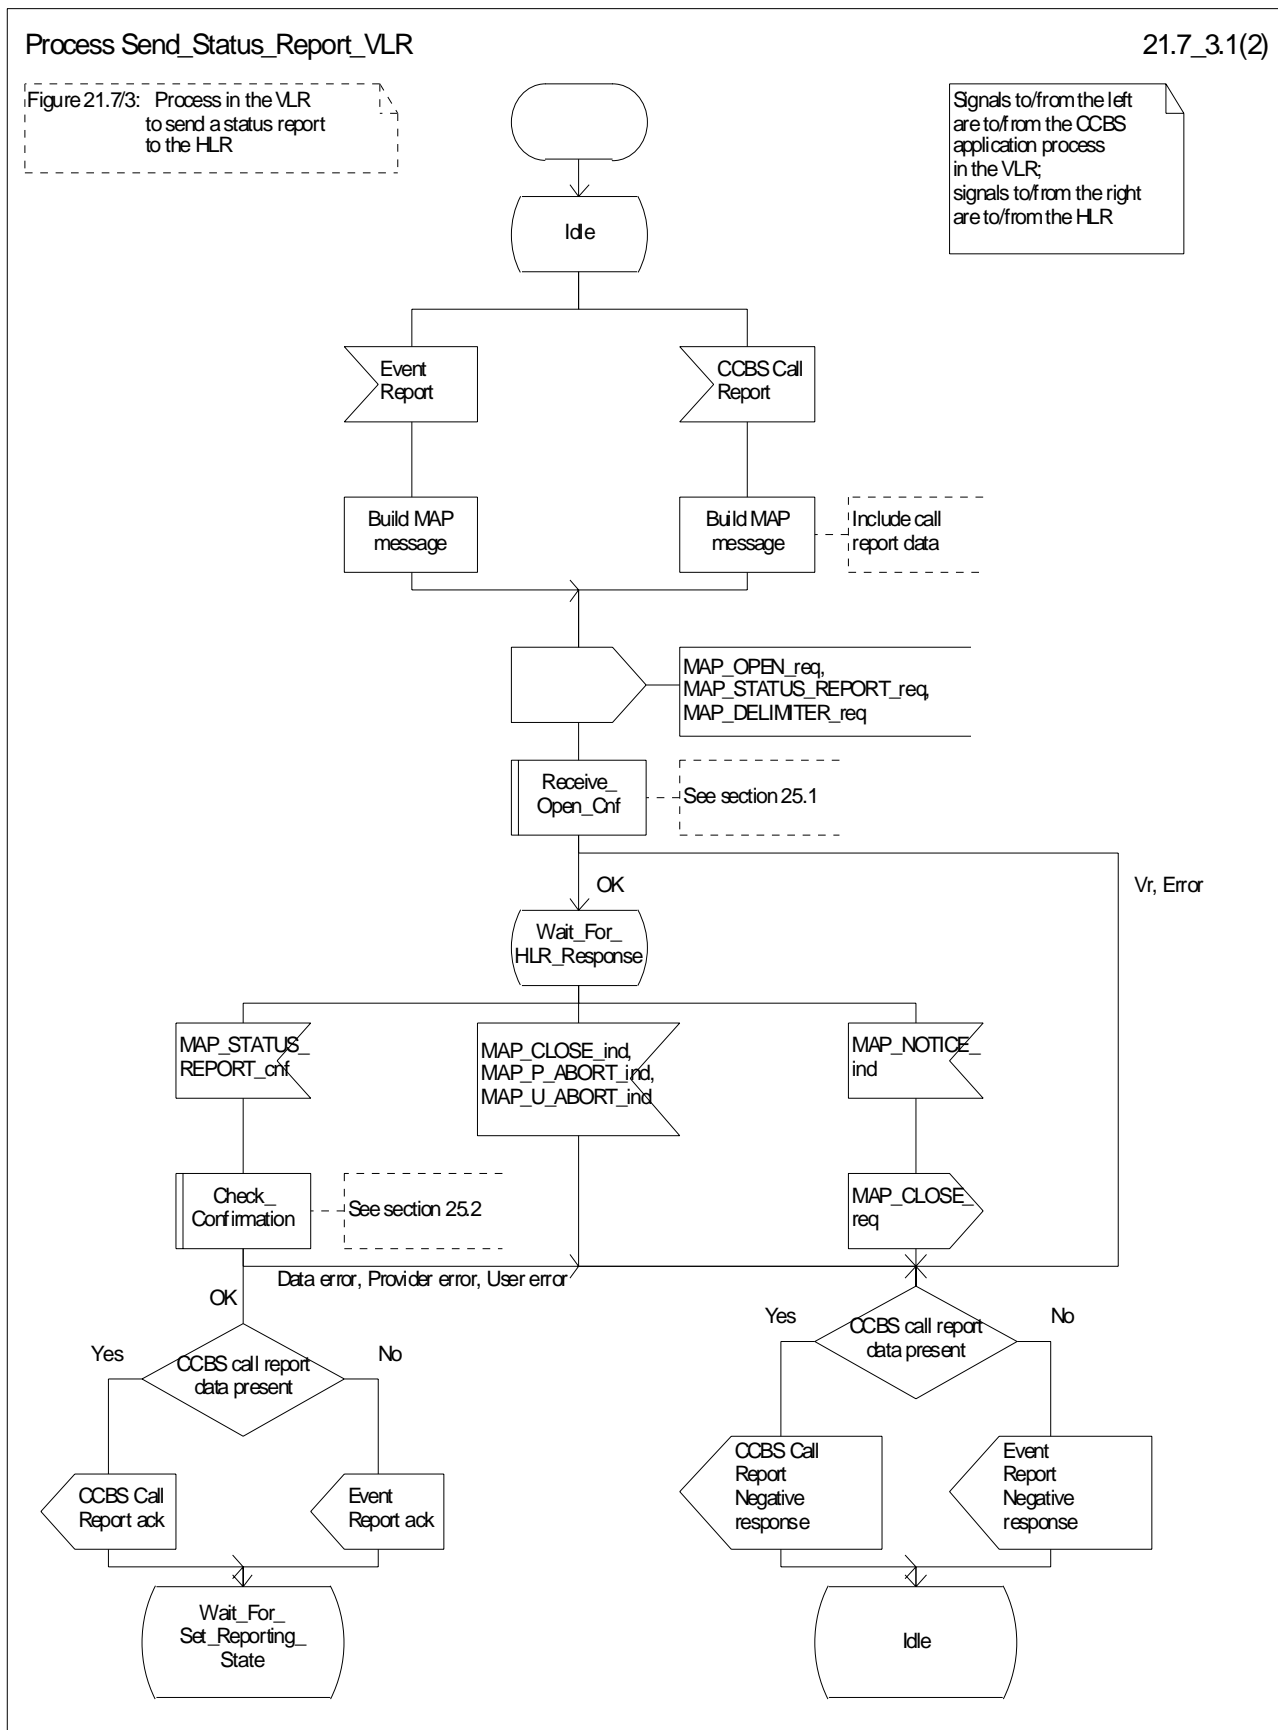 Process Send_Status_Report_VLR
21.7_3.1(2)
Figure 21.7/3: Process in the VLR
to send a status report
to the HLR
Signals to/from the left
are to/from the CCBS
application process
in the VLR;
signals to/from the right
are to/from the HLR
Idle
Event
Report
CCBS Call
Report
Build MAP
message
Build MAP
message
Include call
report data
MAP_OPEN_req,
MAP_STATUS_REPORT_req,
MAP_DELIMITER_req
Receive_
Open_Cnf
See section 25.1
OK
Vr, Error
Wait_For_
HLR_Response
MAP_STATUS_
REPORT_cnf
MAP_CLOSE_ind,
MAP_P_ABORT_ind,
MAP_U_ABORT_ind
MAP_NOTICE_
ind
Check_
Confirmation
See section 25.2
MAP_CLOSE_
req
Data error, Provider error, User error
OK
Yes
CCBS call report
data present
No
Yes
CCBS call report
data present
No
CCBS Call
Report ack
Event
Report ack
CCBS Call
Report
Negative
response
Event
Report
Negative
response
Wait_For_
Set_Reporting_
State
Idle